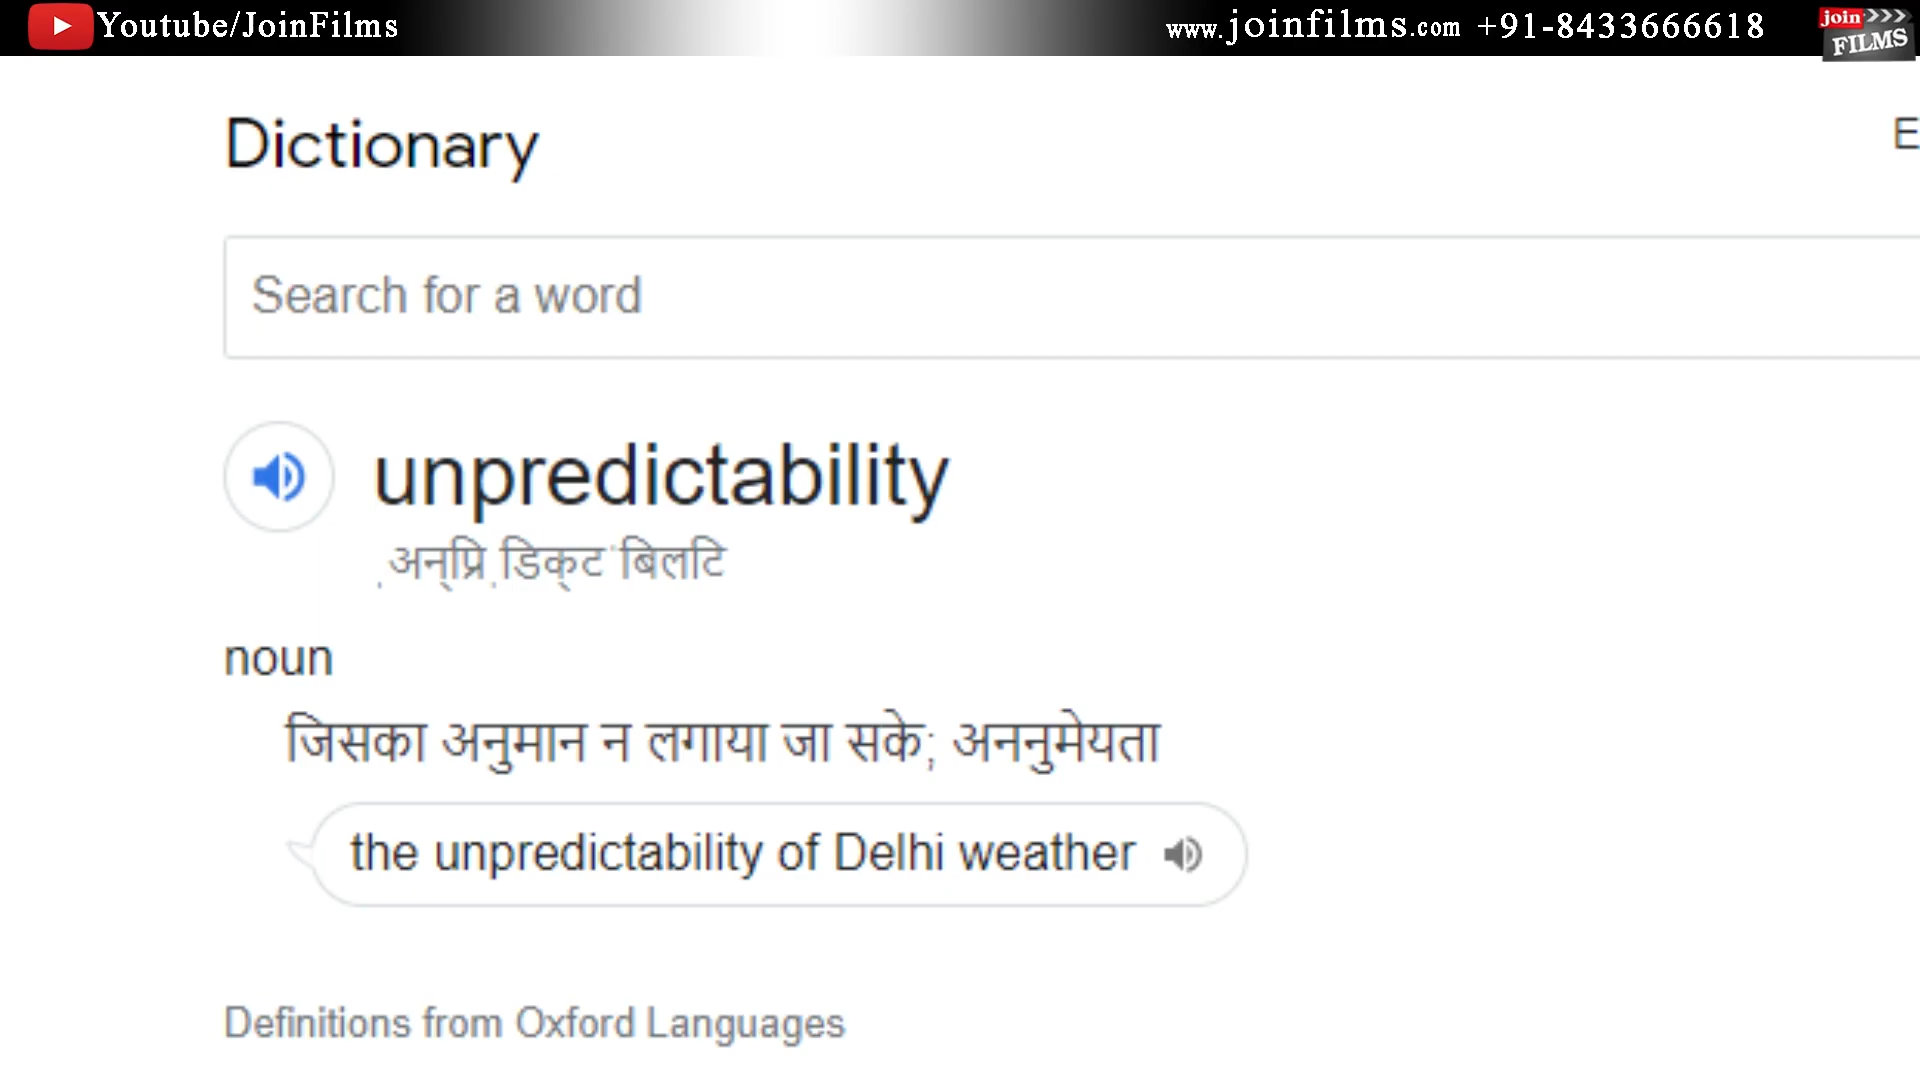 Youtube/JoinFilms
www.joinfilms.com +91-8433666618
join FILMS
Dictionary
E
Search for a word
unpredictability
ˌअन्‌प्रिˌडिक्‌टˈबिलटि
noun
जिसका अनुमान न लगाया जा सके; अननुमेयता
the unpredictability of Delhi weather
Definitions from Oxford Languages